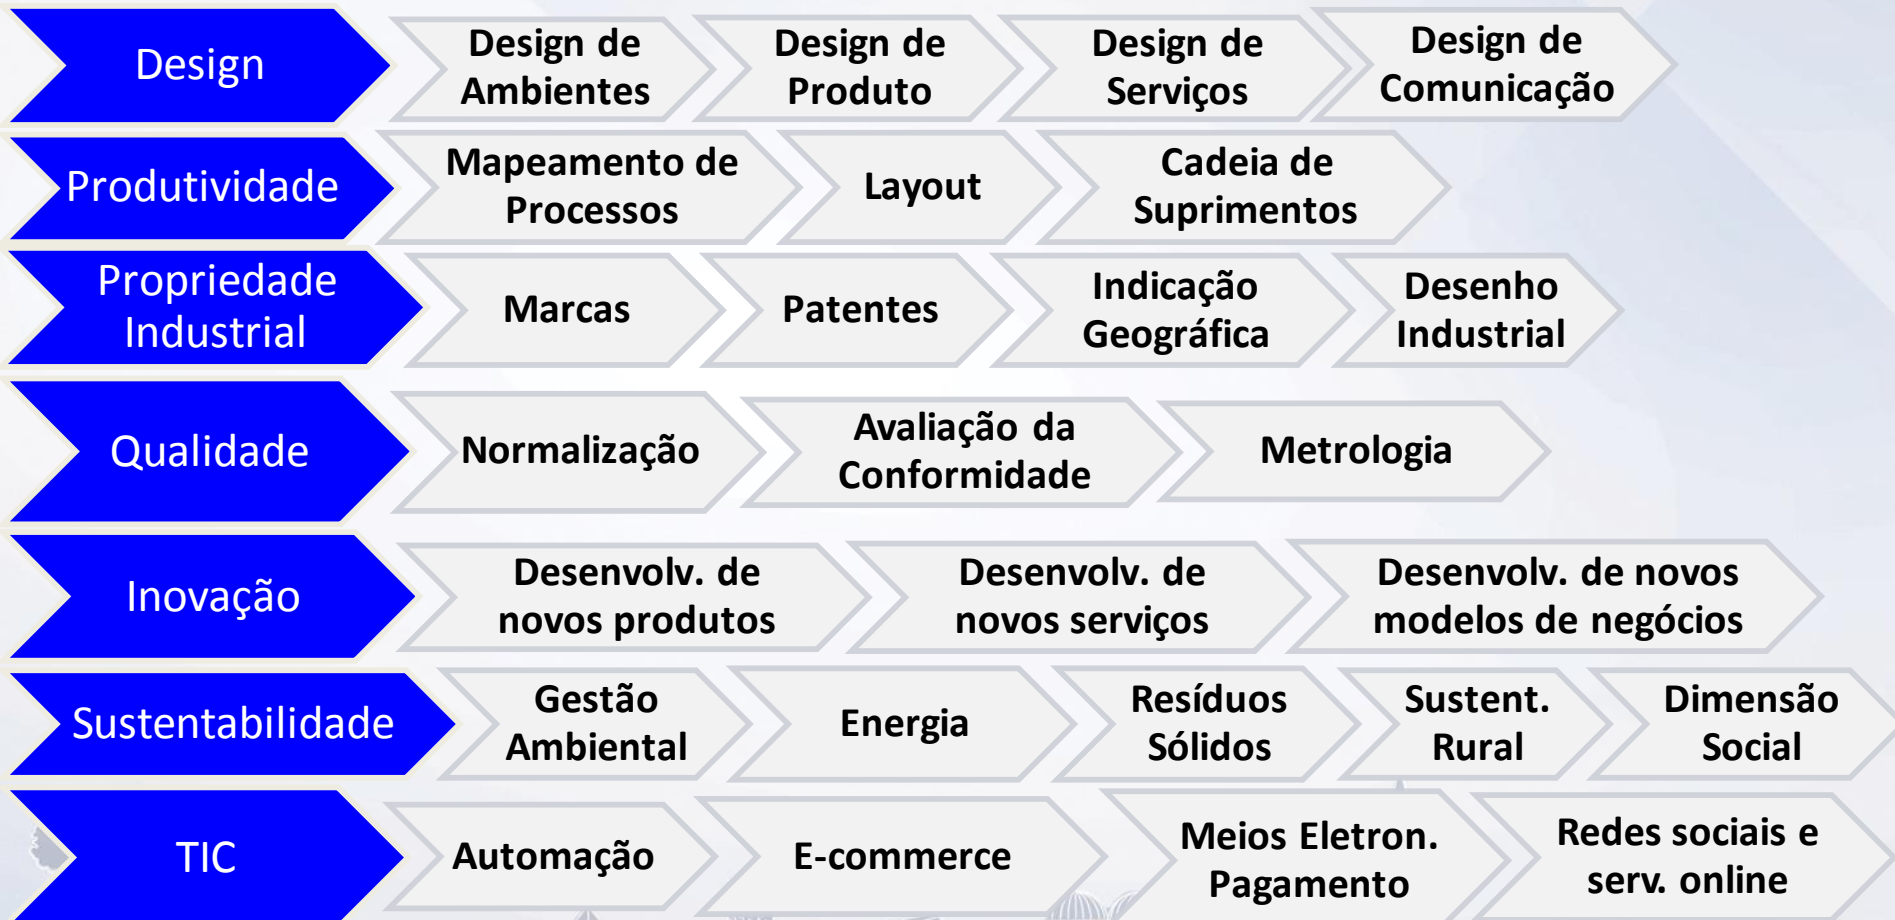 Design
Design de
Ambientes
Design de
Produto
Design de
Serviços
Design de
Comunicação
Produtividade
Mapeamento de
Processos
Layout
Cadeia de
Suprimentos
Propriedade
Industrial
Marcas
Patentes
Indicação
Geográfica
Desenho
Industrial
Qualidade
Normalização
Avaliação da
Conformidade
Metrologia
Inovação
Desenvolv. de
novos produtos
Desenvolv. de
novos serviços
Desenvolv. de novos
modelos de negócios
Sustentabilidade
Gestão
Ambiental
Energia
Resíduos
Sólidos
Sustent.
Rural
Dimensão
Social
TIC
Automação
E-commerce
Meios Eletron.
Pagamento
Redes sociais e
serv. online